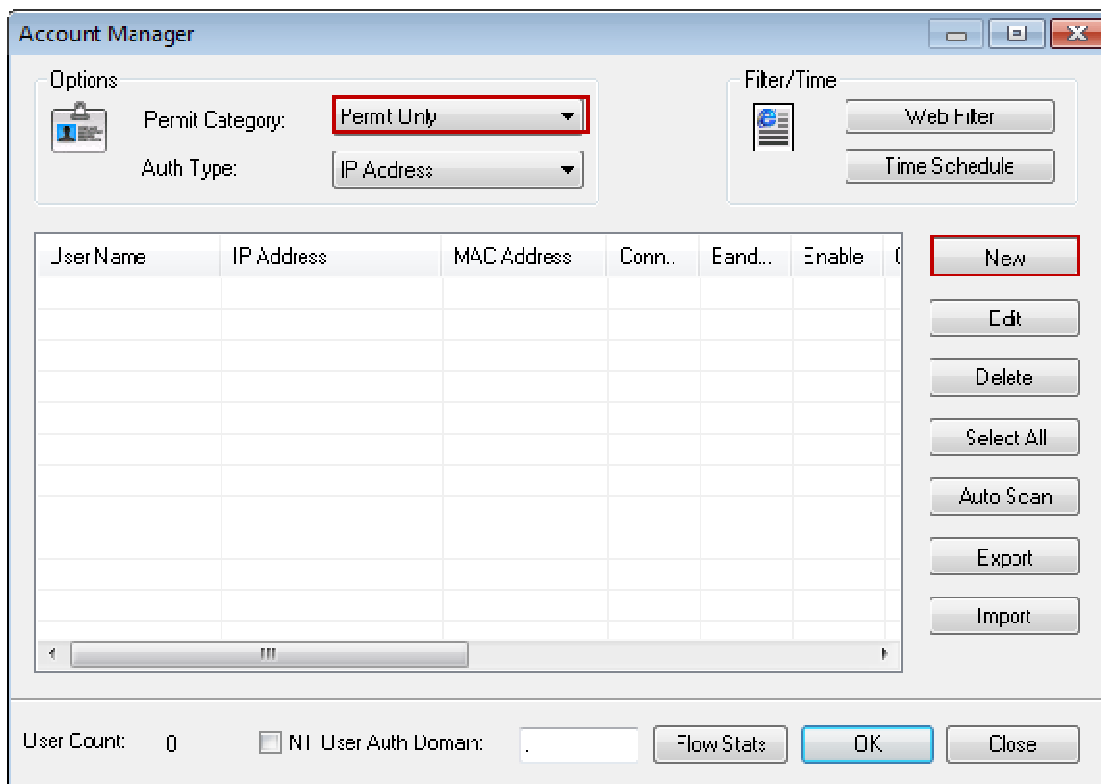 Account Manager
Options
Permit Category:
Permit Only
Auth Type:
IP Address
Filter/Time
Web Filter
Time Schedule
User Name IP Address MAC Address Conn... Band... Enable
New
Edit
Delete
Select All
Auto Scan
Export
Import
User Count: 0
NT User Auth Domain: .
Flow Stats
OK
Close